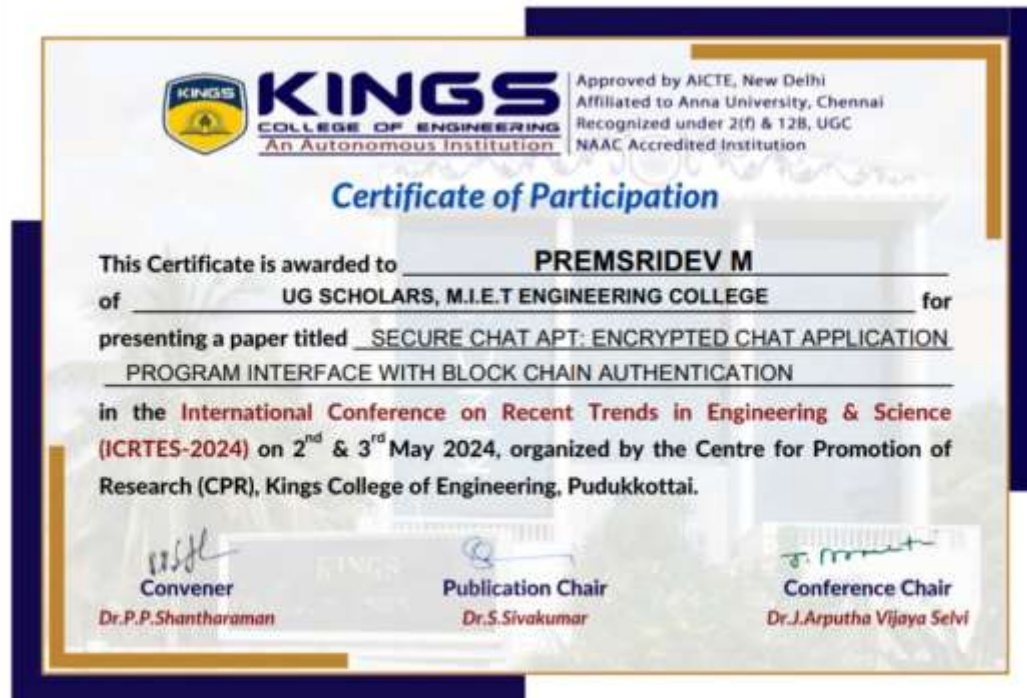 KINGS
KINGS
COLLEGE OF ENGINEERING
An Autonomous Institution
Approved by AICTE, New Delhi
Affiliated to Anna University, Chennai
Recognized under 2(f) & 12B, UGC
NAAC Accredited Institution
Certificate of Participation
This Certificate is awarded to PREMSRIDEV M
of UG SCHOLARS, M.I.E.T ENGINEERING COLLEGE for
presenting a paper titled SECURE CHAT APT: ENCRYPTED CHAT APPLICATION
PROGRAM INTERFACE WITH BLOCK CHAIN AUTHENTICATION
in the International Conference on Recent Trends in Engineering & Science
(ICRTES-2024) on 2nd & 3rd May 2024, organized by the Centre for Promotion of
Research (CPR), Kings College of Engineering, Pudukkottai.
KINGS
Convener Publication Chair Conference Chair
Dr.P.P.Shantharaman Dr.S.Sivakumar Dr.J.Arputha Vijaya Selvi